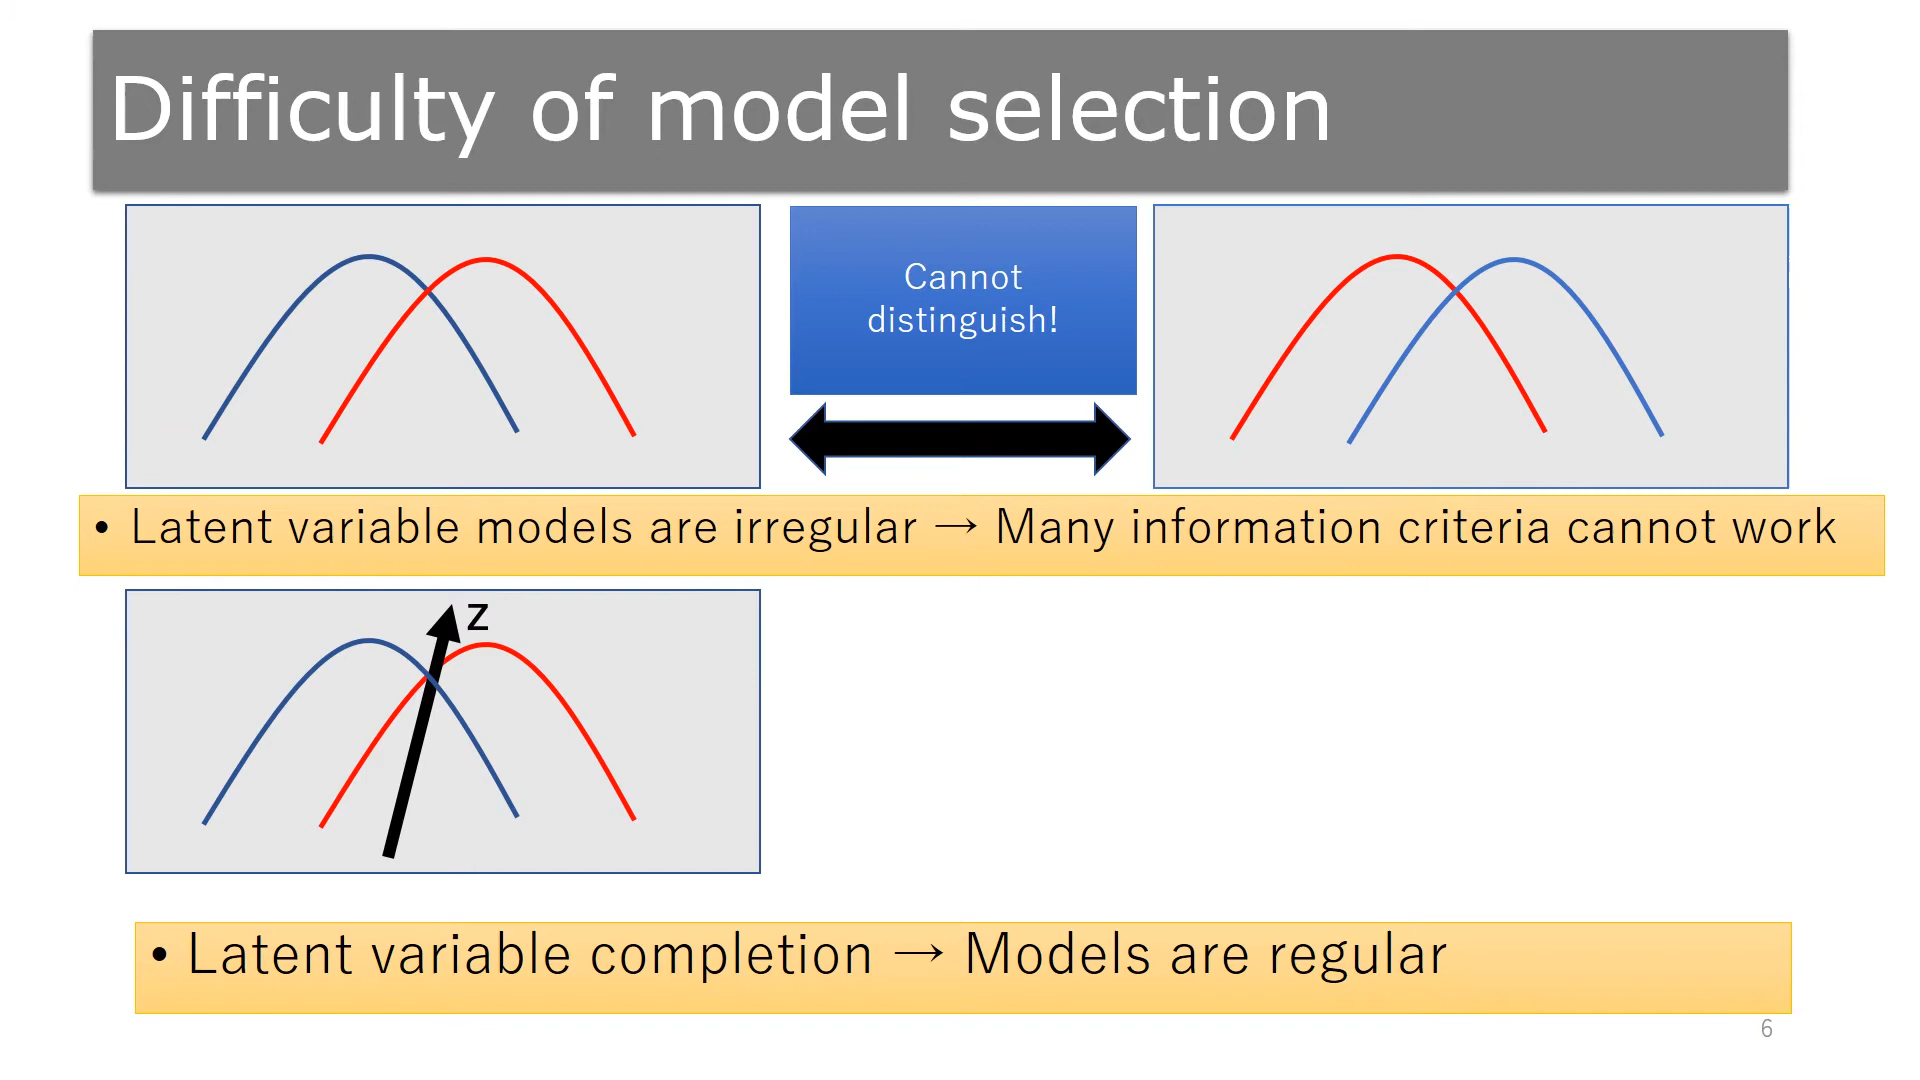 Difficulty of model selection
Cannot
distinguish!
• Latent variable models are irregular → Many information criteria cannot work
z
• Latent variable completion → Models are regular
6